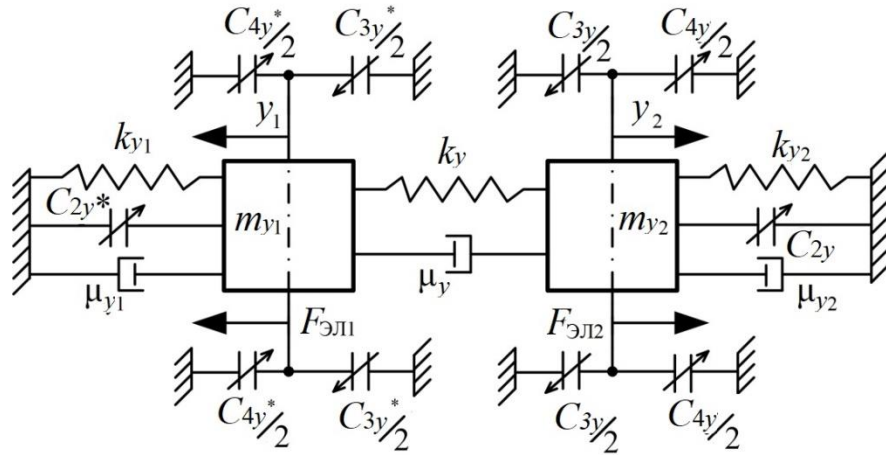 C4y*/2 C3y*/2 C3y/2 C4y/2
y1 y2
ky1 ky ky2
C2y* my1 my2 C2y
μy1 μy μy2
FЭЛ1 FЭЛ2
C4y*/2 C3y*/2 C3y/2 C4y/2